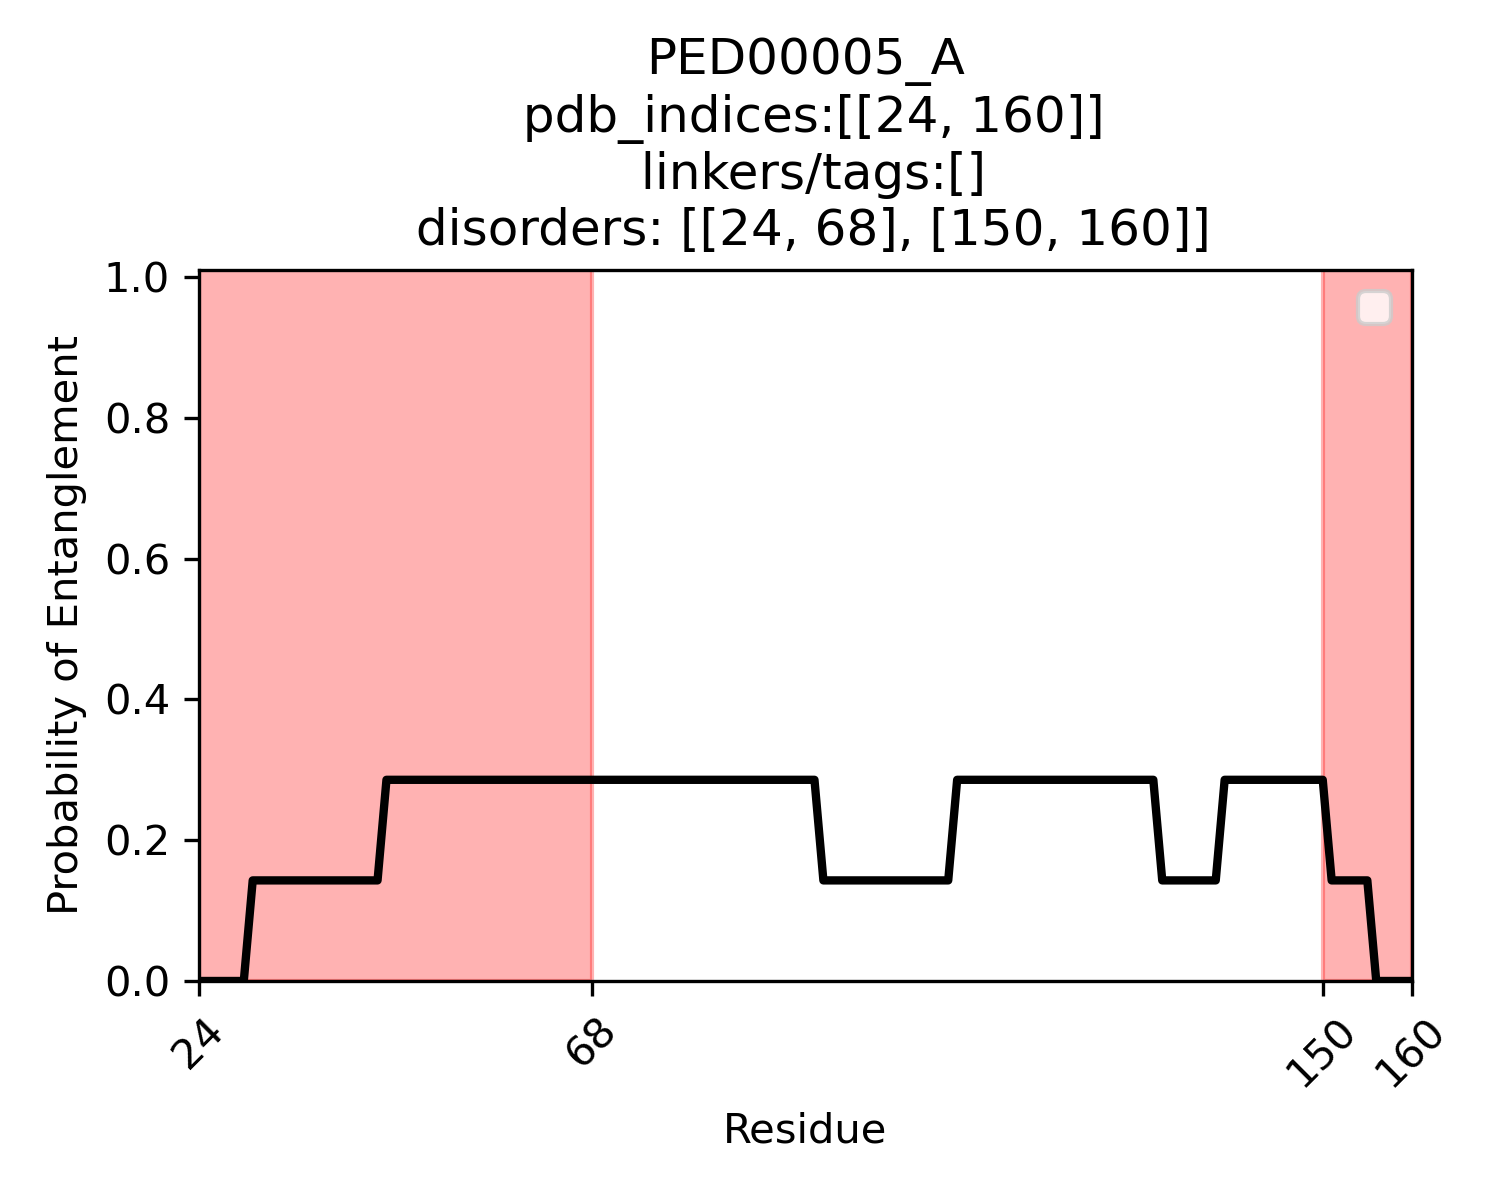 PED00005_A
pdb_indices:[[24, 160]]
linkers/tags:[]
disorders: [[24, 68], [150, 160]]
1.0
0.8
0.6
0.4
0.2
0.0
Probability of Entanglement
24
68
150
160
Residue